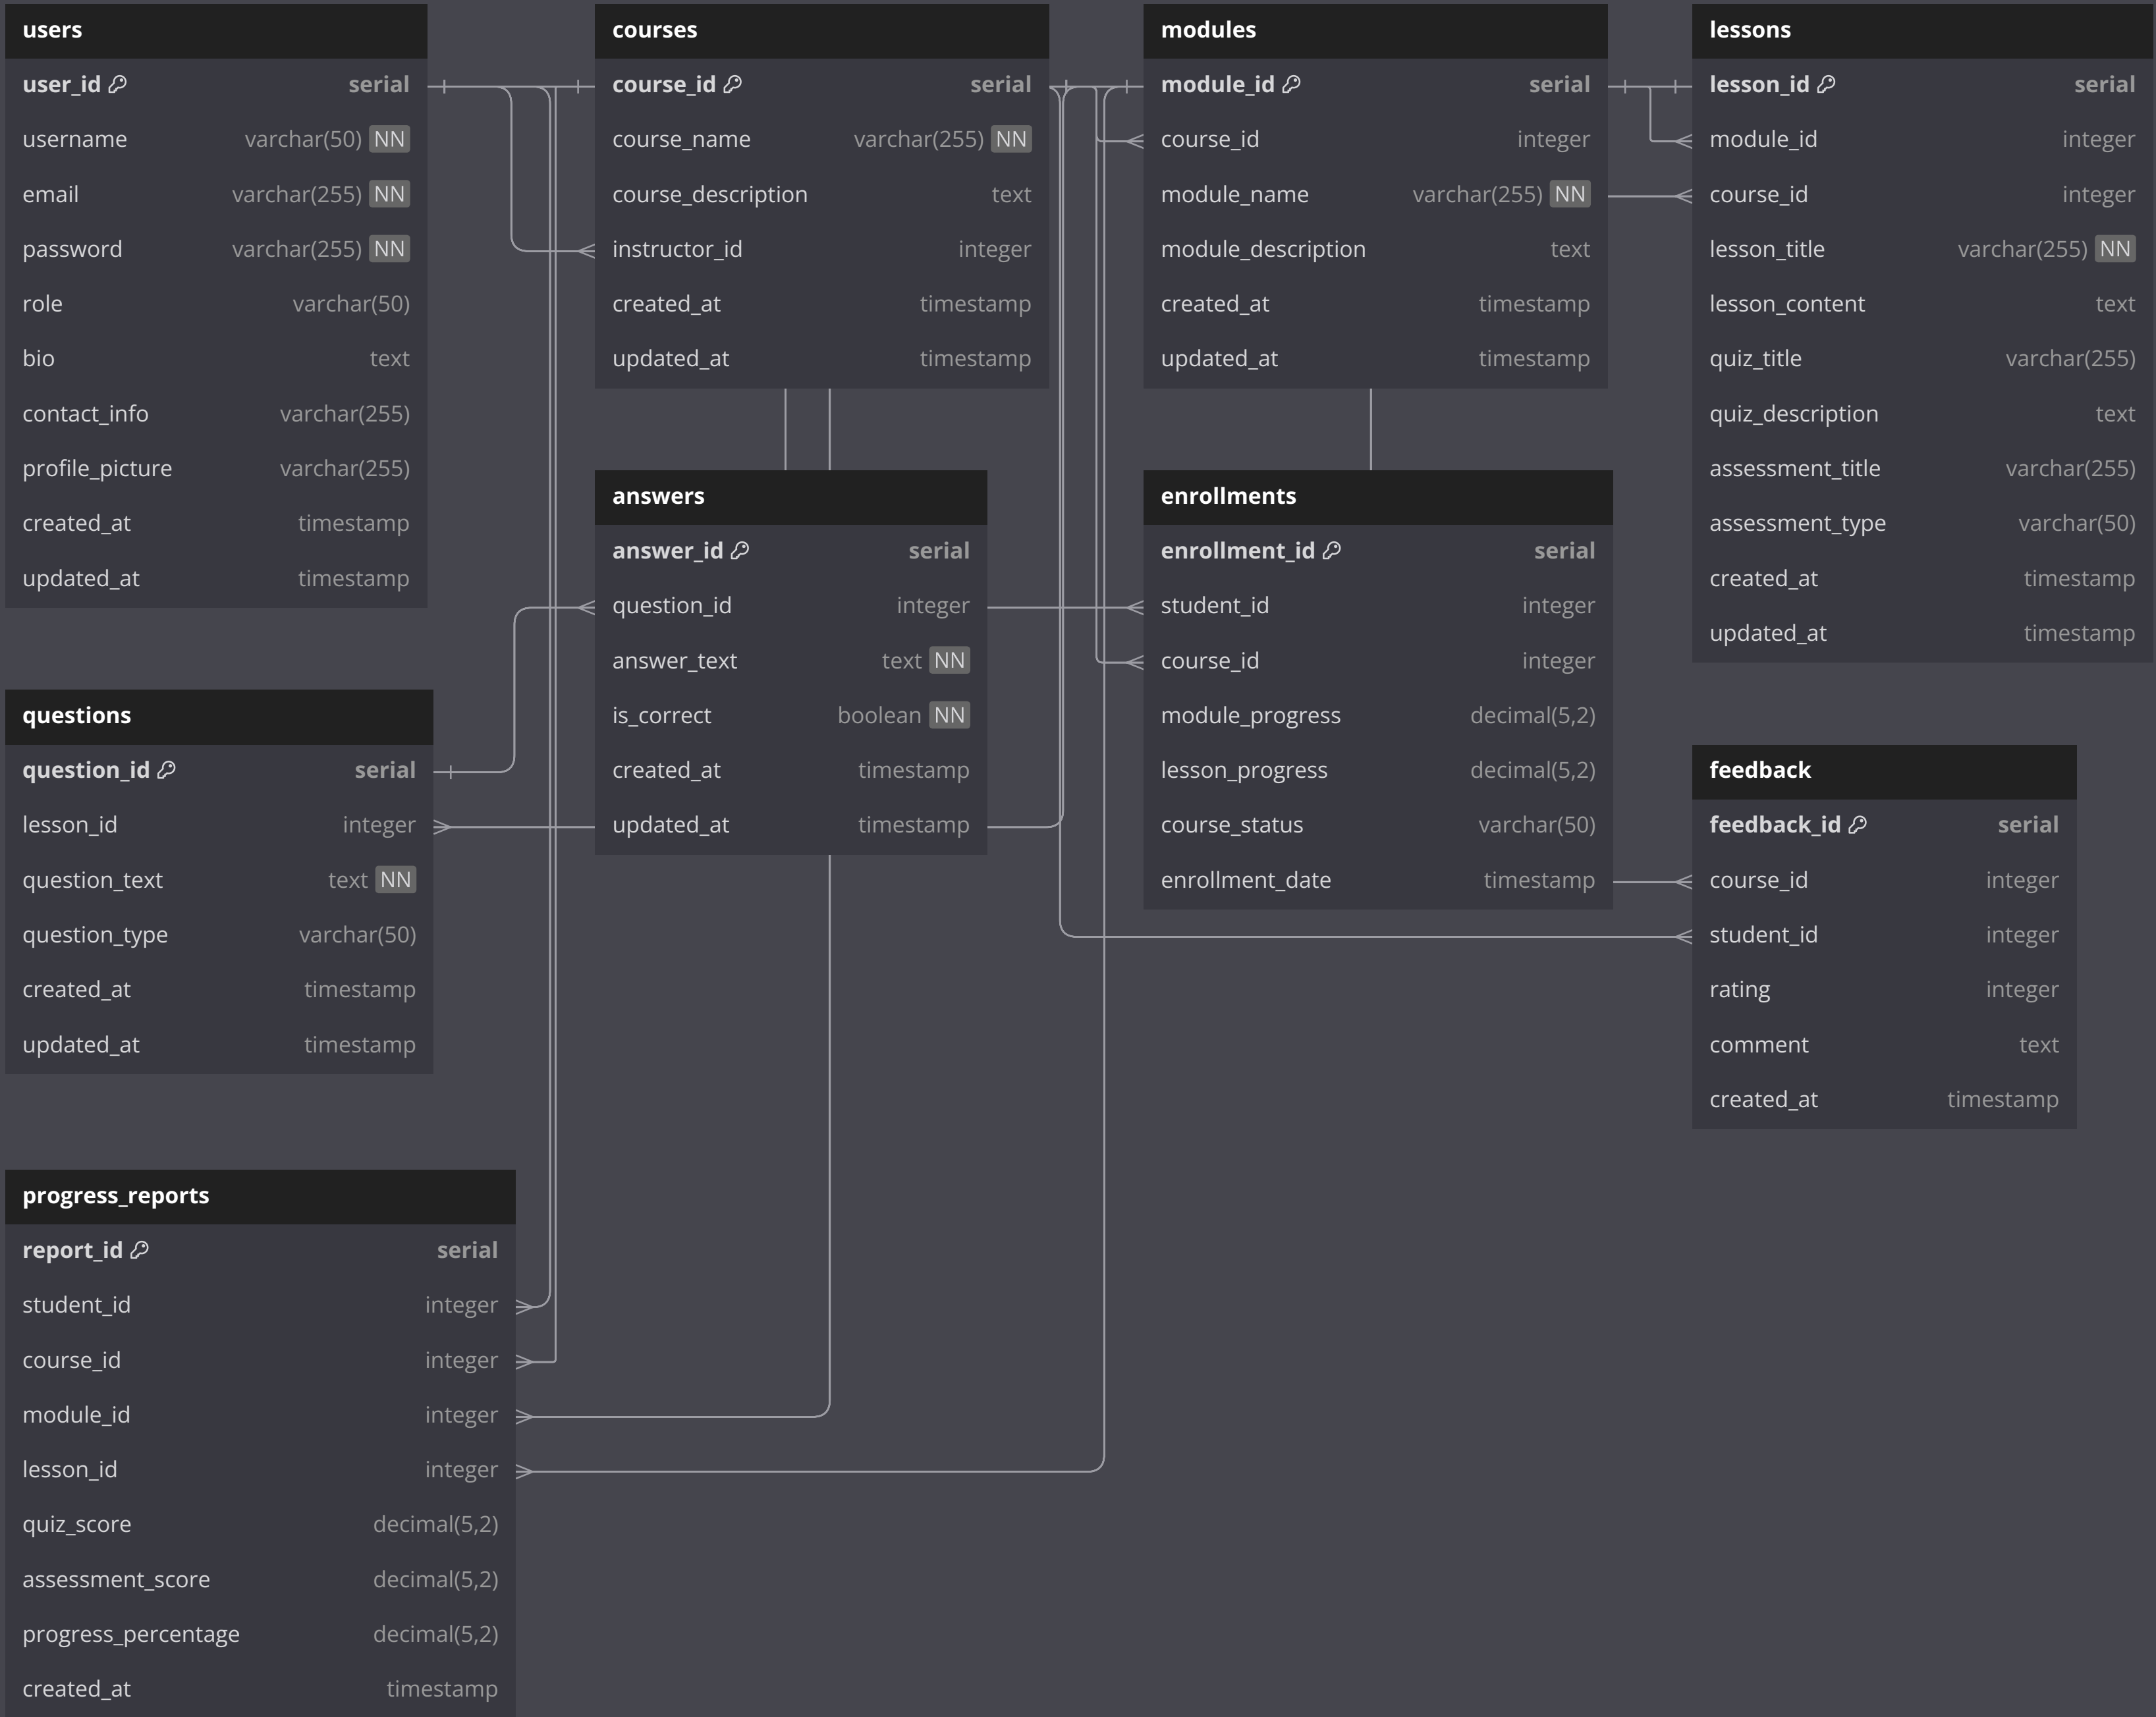 users
user_id serial
username varchar(50) NN
email varchar(255) NN
password varchar(255) NN
role varchar(50)
bio text
contact_info varchar(255)
profile_picture varchar(255)
created_at timestamp
updated_at timestamp
courses
course_id serial
course_name varchar(255) NN
course_description text
instructor_id integer
created_at timestamp
updated_at timestamp
modules
module_id serial
course_id integer
module_name varchar(255) NN
module_description text
created_at timestamp
updated_at timestamp
lessons
lesson_id serial
module_id integer
course_id integer
lesson_title varchar(255) NN
lesson_content text
quiz_title varchar(255)
quiz_description text
assessment_title varchar(255)
assessment_type varchar(50)
created_at timestamp
updated_at timestamp
answers
answer_id serial
question_id integer
answer_text text NN
is_correct boolean NN
created_at timestamp
updated_at timestamp
enrollments
enrollment_id serial
student_id integer
course_id integer
module_progress decimal(5,2)
lesson_progress decimal(5,2)
course_status varchar(50)
enrollment_date timestamp
questions
question_id serial
lesson_id integer
question_text text NN
question_type varchar(50)
created_at timestamp
updated_at timestamp
feedback
feedback_id serial
course_id integer
student_id integer
rating integer
comment text
created_at timestamp
progress_reports
report_id serial
student_id integer
course_id integer
module_id integer
lesson_id integer
quiz_score decimal(5,2)
assessment_score decimal(5,2)
progress_percentage decimal(5,2)
created_at timestamp